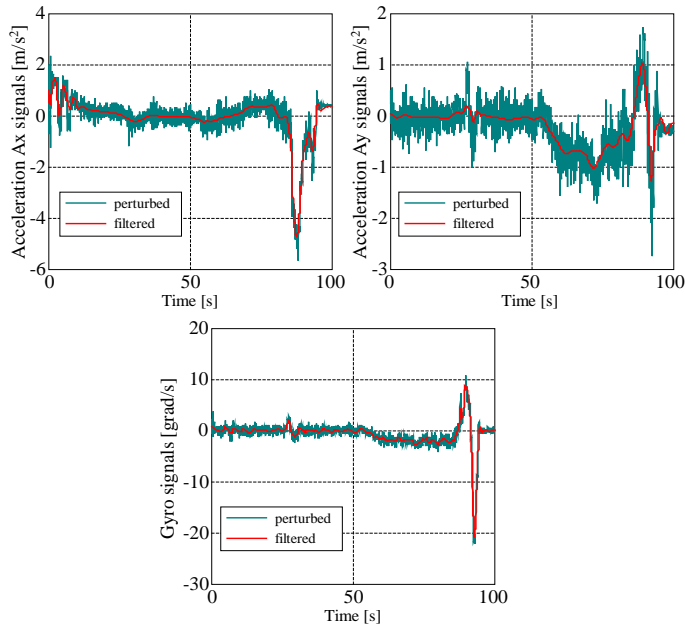 Acceleration Ax signals [m/s²]
4
2
0
-2
-4
-6
perturbed
filtered
0
50
100
Time [s]
Acceleration Ay signals [m/s²]
2
1
0
-1
-2
-3
perturbed
filtered
0
50
100
Time [s]
Gyro signals [grad/s]
20
10
0
-10
-20
-30
perturbed
filtered
0
50
100
Time [s]